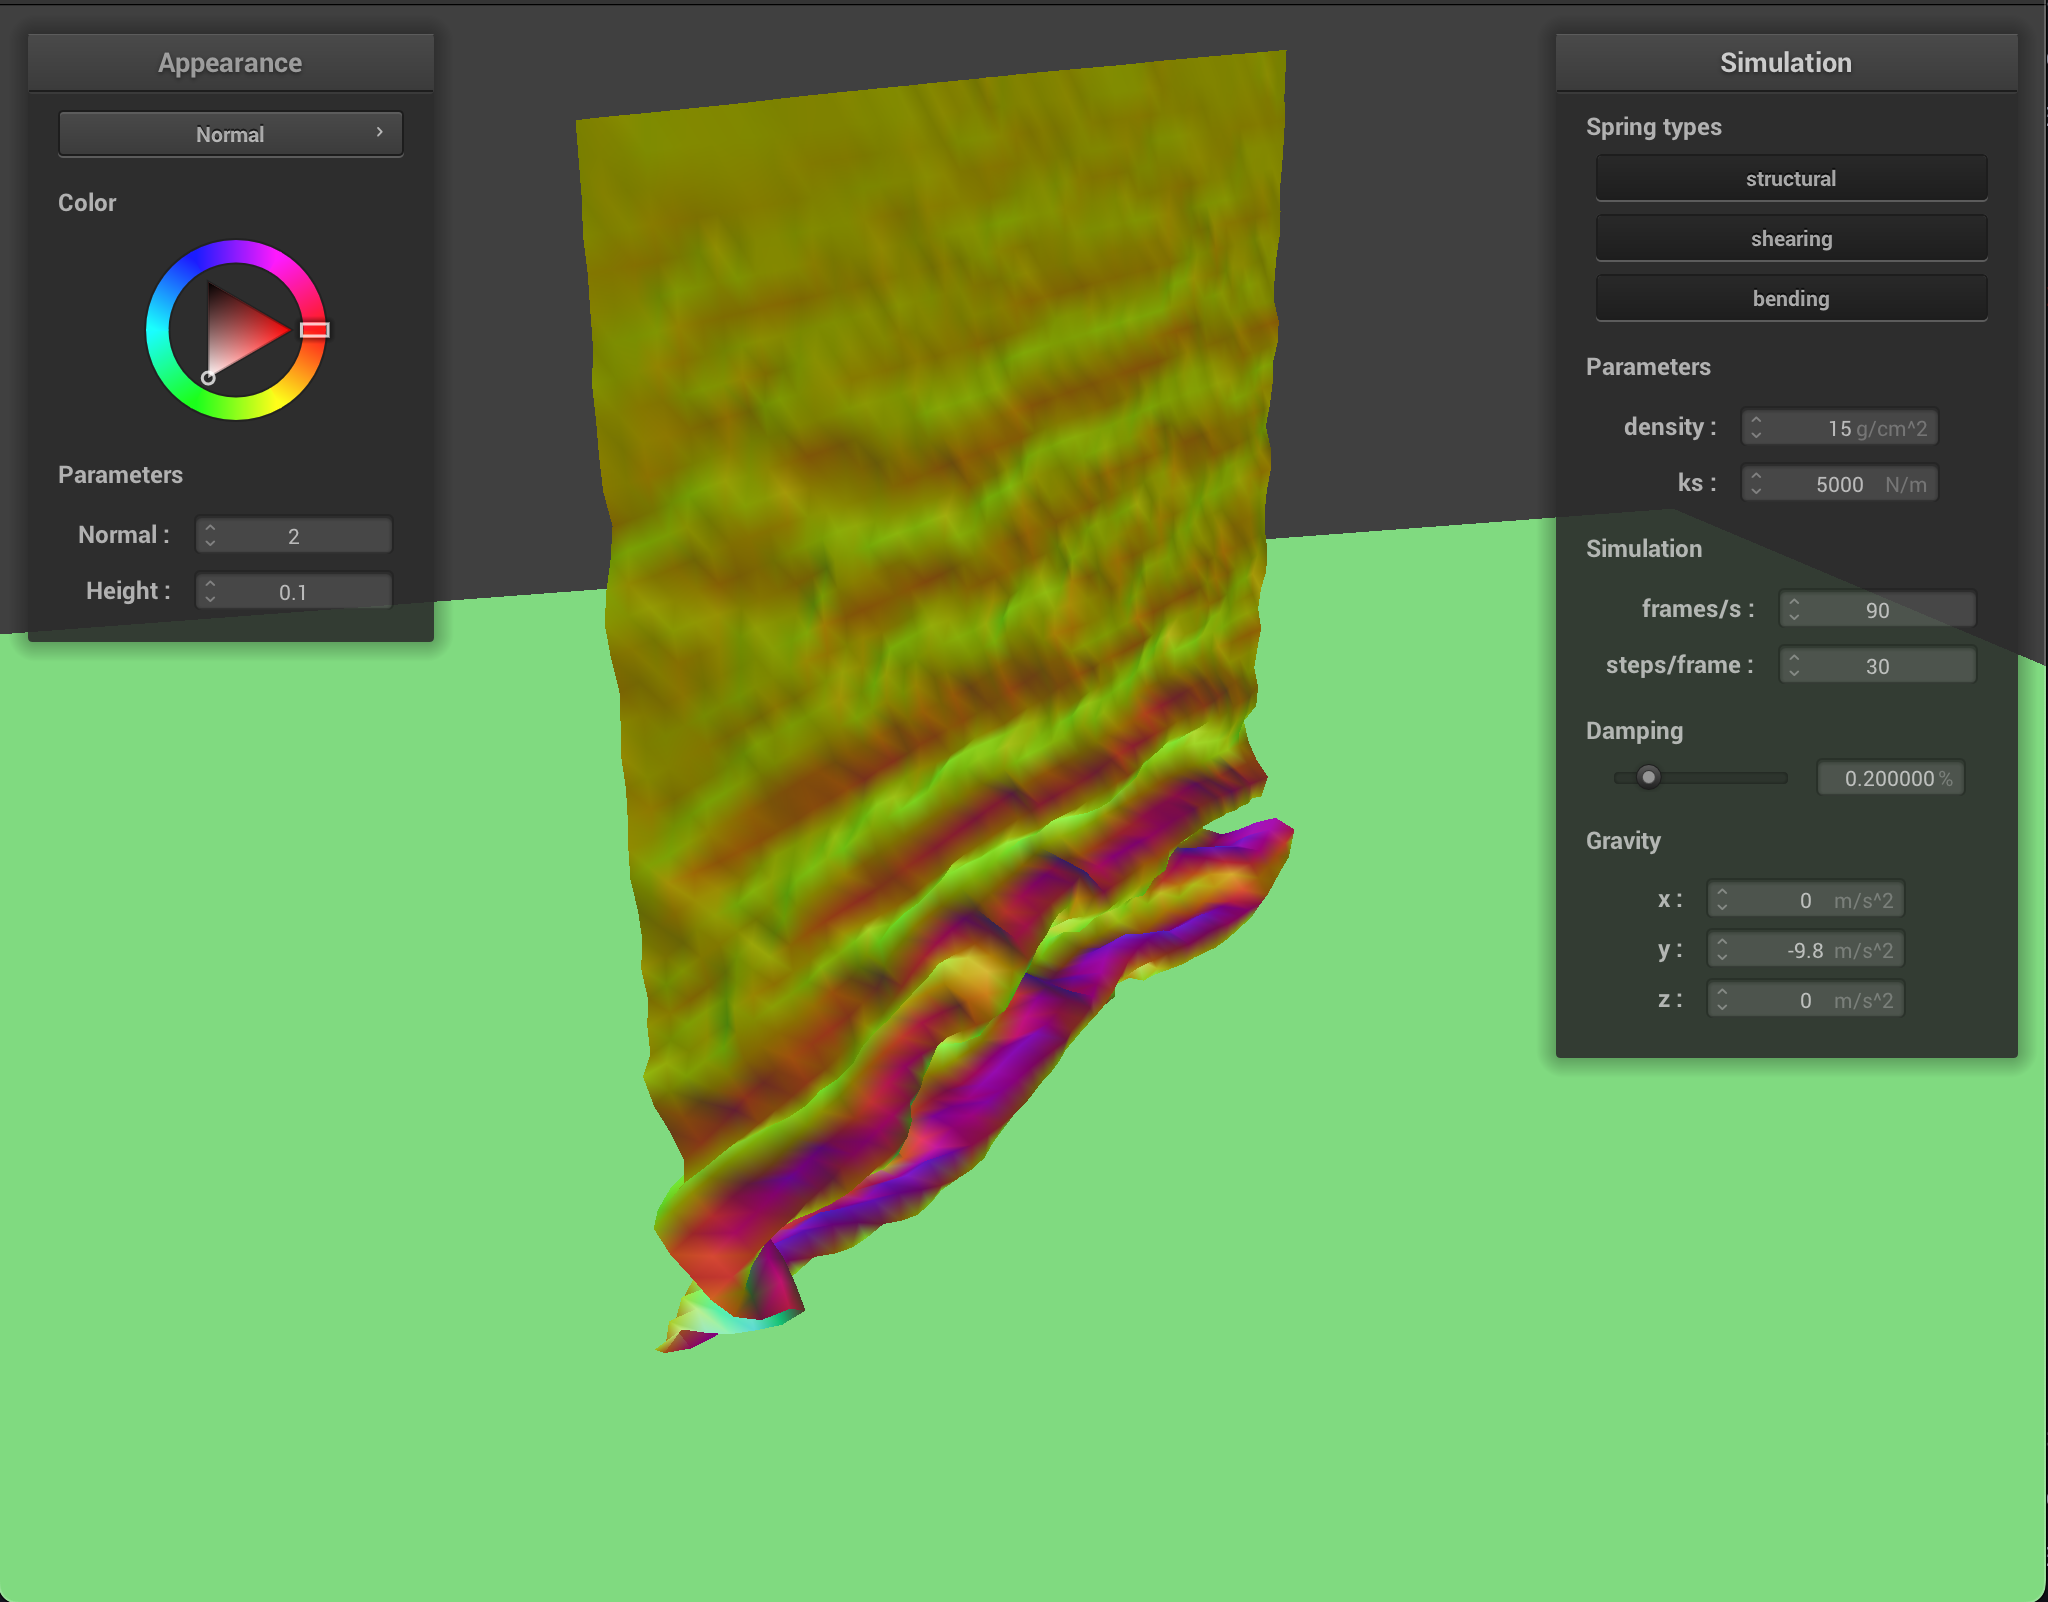 Appearance
Normal
Color
Parameters
Normal : 2
Height : 0.1
Simulation
Spring types
structural
shearing
bending
Parameters
density : 15 g/cm^2
ks : 5000 N/m
Simulation
frames/s : 90
steps/frame : 30
Damping
0.200000 %
Gravity
x : 0 m/s^2
y : -9.8 m/s^2
z : 0 m/s^2